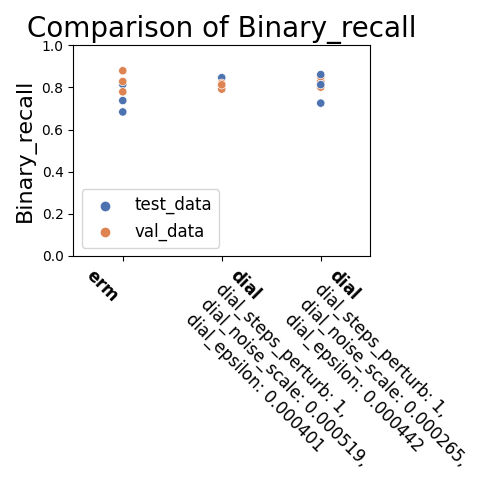 Comparison of Binary_recall
Binary_recall
1.0
0.8
0.6
0.4
0.2
0.0
test_data
val_data
erm
dial
dial_steps_perturb: 1,
dial_noise_scale: 0.000519,
dial_epsilon: 0.000401
dial
dial_steps_perturb: 1,
dial_noise_scale: 0.000265,
dial_epsilon: 0.000442